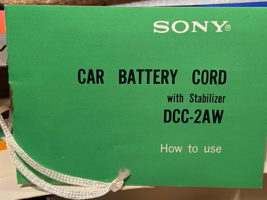 SONY®
CAR BATTERY CORD
with Stabilizer
DCC-2AW
How to use